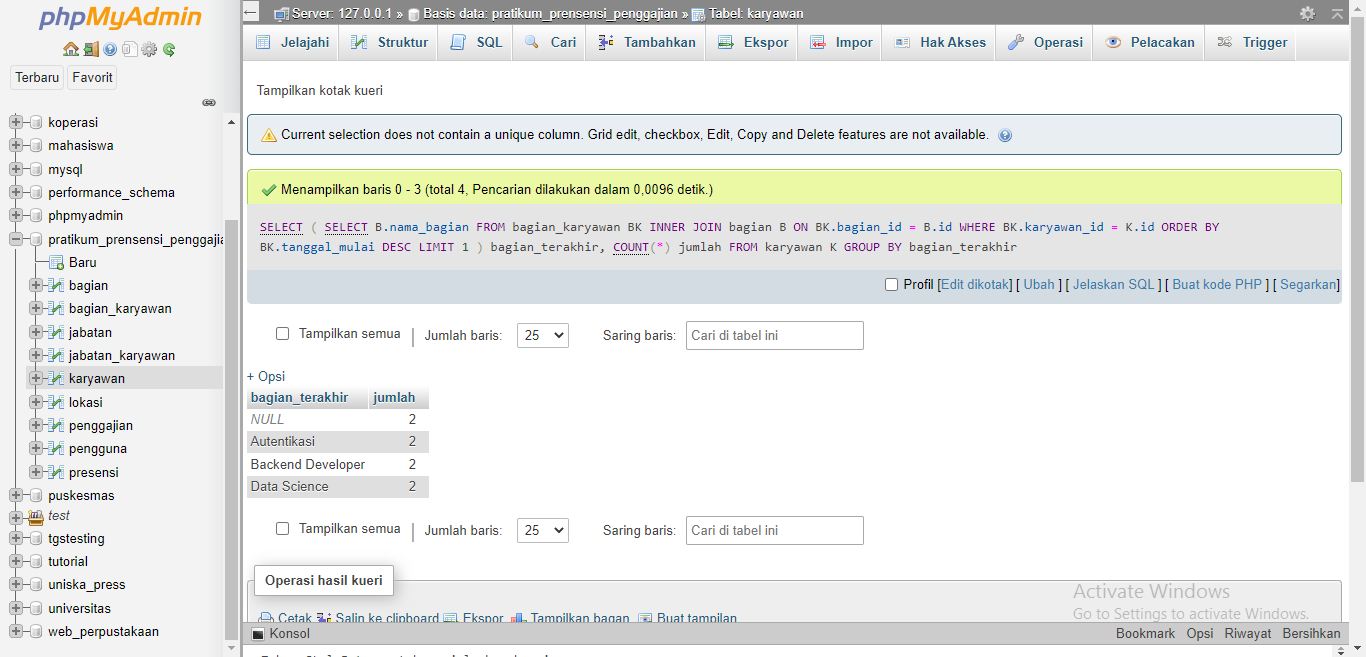 phpMyAdmin
Terbaru Favorit
koperasi
mahasiswa
mysql
performance_schema
phpmyadmin
pratikum_prensensi_penggajia
Baru
bagian
bagian_karyawan
jabatan
jabatan_karyawan
karyawan
lokasi
penggajian
pengguna
presensi
puskesmas
test
tgstesting
tutorial
uniska_press
universitas
web_perpustakaan
Server: 127.0.0.1 » Basis data: pratikum_prensensi_penggajian » Tabel: karyawan
Jelajahi Struktur SQL Cari Tambahkan Ekspor Impor Hak Akses Operasi Pelacakan Trigger
Tampilkan kotak kueri
Current selection does not contain a unique column. Grid edit, checkbox, Edit, Copy and Delete features are not available.
Menampilkan baris 0 - 3 (total 4, Pencarian dilakukan dalam 0,0096 detik.)
SELECT ( SELECT B.nama_bagian FROM bagian_karyawan BK INNER JOIN bagian B ON BK.bagian_id = B.id WHERE BK.karyawan_id = K.id ORDER BY
BK.tanggal_mulai DESC LIMIT 1 ) bagian_terakhir, COUNT(*) jumlah FROM karyawan K GROUP BY bagian_terakhir
Profil [Edit dikotak] [ Ubah ] [ Jelaskan SQL ] [ Buat kode PHP ] [ Segarkan]
Tampilkan semua | Jumlah baris: 25 Saring baris: Cari di tabel ini
+ Opsi
bagian_terakhir jumlah
NULL 2
Autentikasi 2
Backend Developer 2
Data Science 2
Tampilkan semua | Jumlah baris: 25 Saring baris: Cari di tabel ini
Operasi hasil kueri
Cetak Salin ke clipboard Ekspor Tampilkan bagan Buat tampilan
Activate Windows
Go to Settings to activate Windows.
Konsol Bookmark Opsi Riwayat Bersihkan